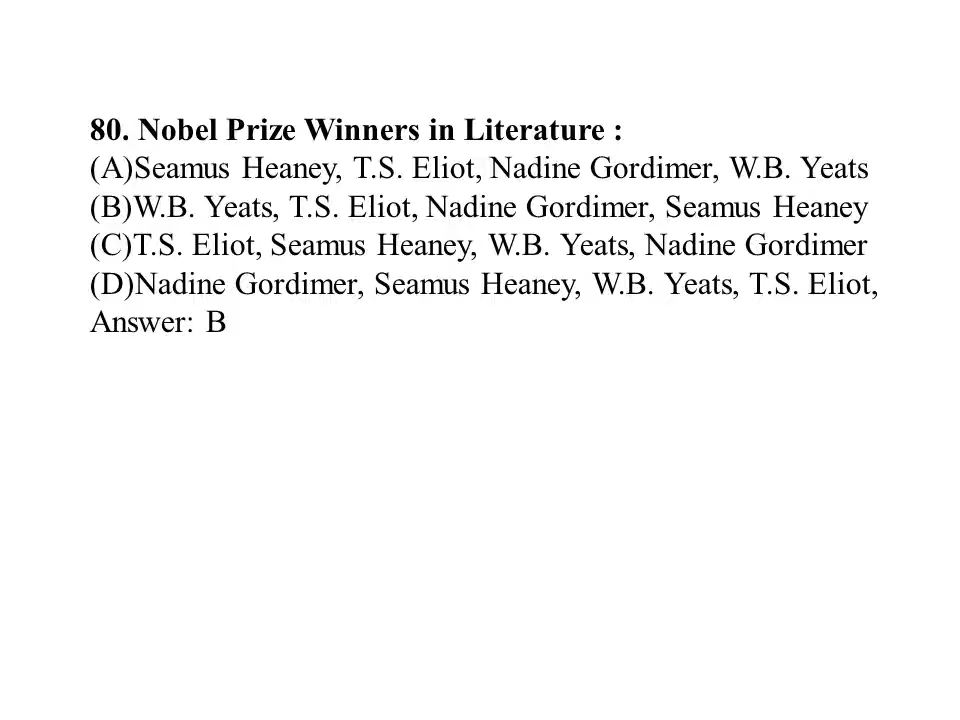 80. Nobel Prize Winners in Literature :
(A)Seamus Heaney, T.S. Eliot, Nadine Gordimer, W.B. Yeats
(B)W.B. Yeats, T.S. Eliot, Nadine Gordimer, Seamus Heaney
(C)T.S. Eliot, Seamus Heaney, W.B. Yeats, Nadine Gordimer
(D)Nadine Gordimer, Seamus Heaney, W.B. Yeats, T.S. Eliot,
Answer: B